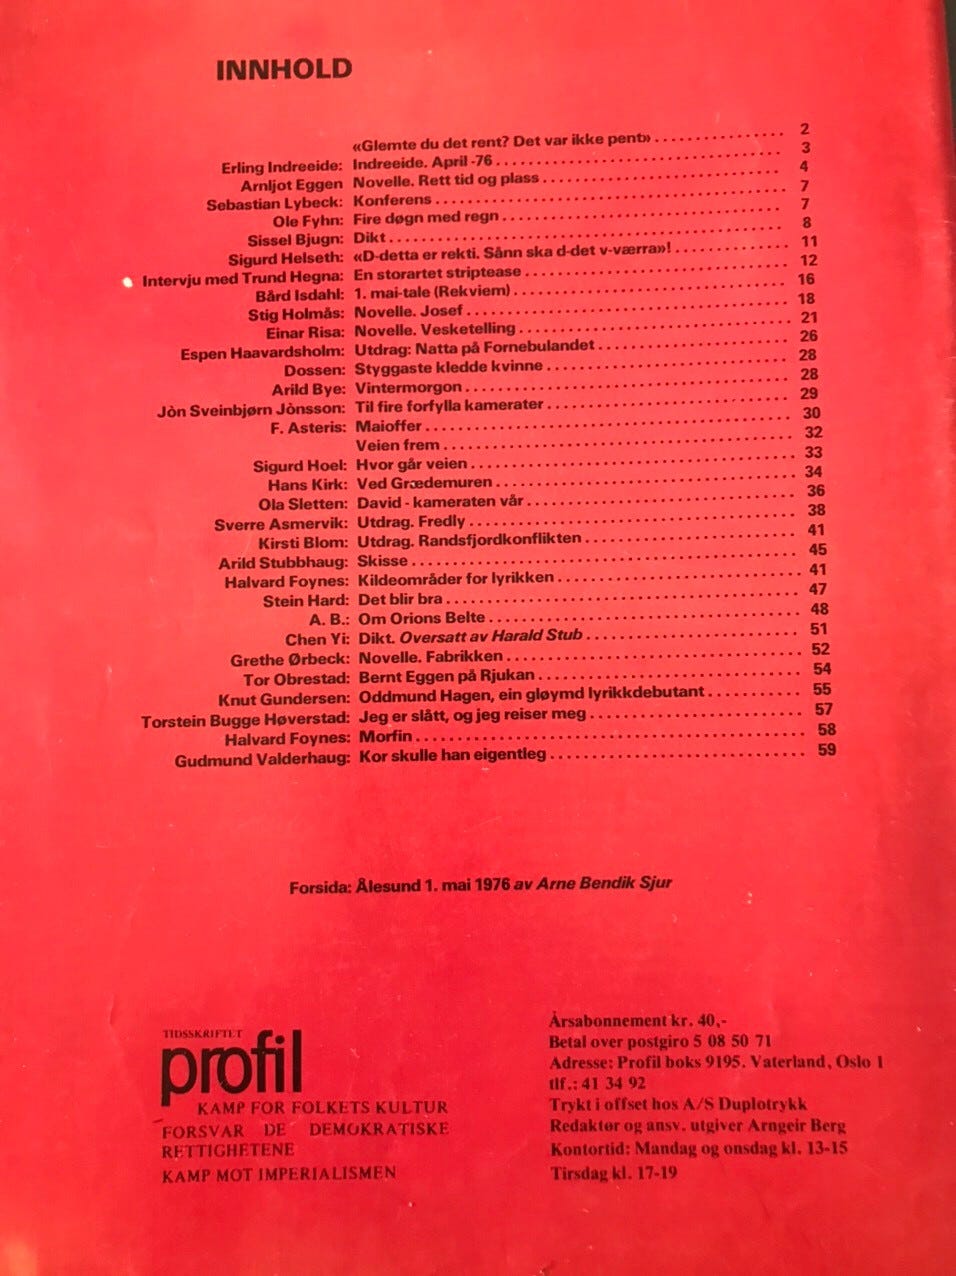 INNHOLD
«Glemte du det rent? Det var ikke pent» ............... 2
Erling Indreeide: Indreeide. April -76 ............... 3
Arnljot Eggen Novelle. Rett tid og plass ............... 4
Sebastian Lybeck: Konferens ............... 7
Ole Fyhn: Fire døgn med regn ............... 7
Sissel Bjugn: Dikt ............... 8
Sigurd Helseth: «D-detta er rekti. Sånn ska d-det v-værra»! ............... 11
Intervju med Trund Hegna: En storartet striptease ............... 12
Bård Isdahl: 1. mai-tale (Rekviem) ............... 16
Stig Holmås: Novelle. Josef ............... 18
Einar Risa: Novelle. Vesketelling ............... 21
Espen Haavardsholm: Utdrag: Natta på Fornebulandet ............... 26
Dossen: Styggaste kledde kvinne ............... 28
Arild Bye: Vintermorgon ............... 28
Jòn Sveinbjørn Jònsson: Til fire forfylla kamerater ............... 29
F. Asteris: Maioffer ............... 30
Veien frem ............... 32
Sigurd Hoel: Hvor går veien ............... 33
Hans Kirk: Ved Grædemuren ............... 34
Ola Sletten: David - kameraten vår ............... 36
Sverre Asmervik: Utdrag. Fredly ............... 38
Kirsti Blom: Utdrag. Randsfjordkonflikten ............... 41
Arild Stubbhaug: Skisse ............... 45
Halvard Foynes: Kildeområder for lyrikken ............... 41
Stein Hard: Det blir bra ............... 47
A. B.: Om Orions Belte ............... 48
Chen Yi: Dikt. Oversatt av Harald Stub ............... 51
Grethe Ørbeck: Novelle. Fabrikken ............... 52
Tor Obrestad: Bernt Eggen på Rjukan ............... 54
Knut Gundersen: Oddmund Hagen, ein gløymd lyrikkdebutant ............... 55
Torstein Bugge Høverstad: Jeg er slått, og jeg reiser meg ............... 57
Halvard Foynes: Morfin ............... 58
Gudmund Valderhaug: Kor skulle han eigentleg ............... 59
Forsida: Ålesund 1. mai 1976 av Arne Bendik Sjur
TIDSSKRIFTET
profil
KAMP FOR FOLKETS KULTUR
FORSVAR DE DEMOKRATISKE
RETTIGHETENE
KAMP MOT IMPERIALISMEN
Årsabonnement kr. 40,-
Betal over postgiro 5 08 50 71
Adresse: Profil boks 9195. Vaterland, Oslo 1
tlf.: 41 34 92
Trykt i offset hos A/S Duplotrykk
Redaktør og ansv. utgiver Arngeir Berg
Kontortid: Mandag og onsdag kl. 13-15
Tirsdag kl. 17-19